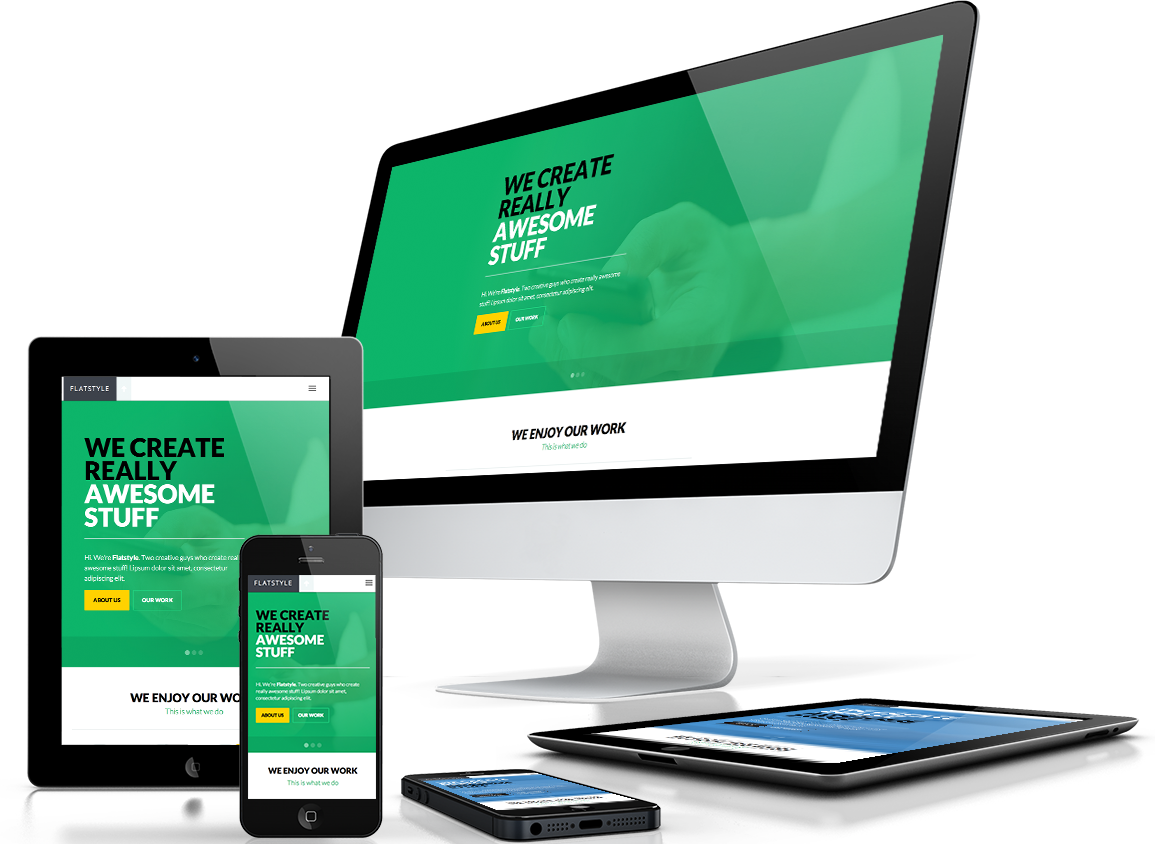 WE CREATE
REALLY
AWESOME
STUFF
Hi. We're Flatstyle. Two creative guys who create really awesome
stuff! Lipsum dolor sit amet, consectetur adipiscing elit.
ABOUT US
OUR WORK
WE ENJOY OUR WORK
This is what we do
FLATSTYLE
WE CREATE
REALLY
AWESOME
STUFF
Hi. We're Flatstyle. Two creative guys who create real
awesome stuff! Lipsum dolor sit amet, consectetur
adipiscing elit.
ABOUT US
OUR WORK
WE ENJOY OUR WO
This is what we do
FLATSTYLE
WE CREATE
REALLY
AWESOME
STUFF
Hi. We're Flatstyle. Two creative guys who create
really awesome stuff! Lipsum dolor sit amet,
consectetur adipiscing elit.
ABOUT US
OUR WORK
WE ENJOY OUR WORK
This is what we do